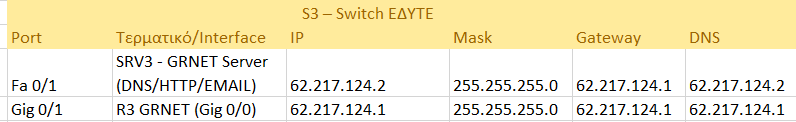 S3 – Switch ΕΔΥΤΕ
Port Τερματικό/Interface IP Mask Gateway DNS
SRV3 - GRNET Server
Fa 0/1 (DNS/HTTP/EMAIL) 62.217.124.2 255.255.255.0 62.217.124.1 62.217.124.2
Gig 0/1 R3 GRNET (Gig 0/0) 62.217.124.1 255.255.255.0 62.217.124.1 62.217.124.1